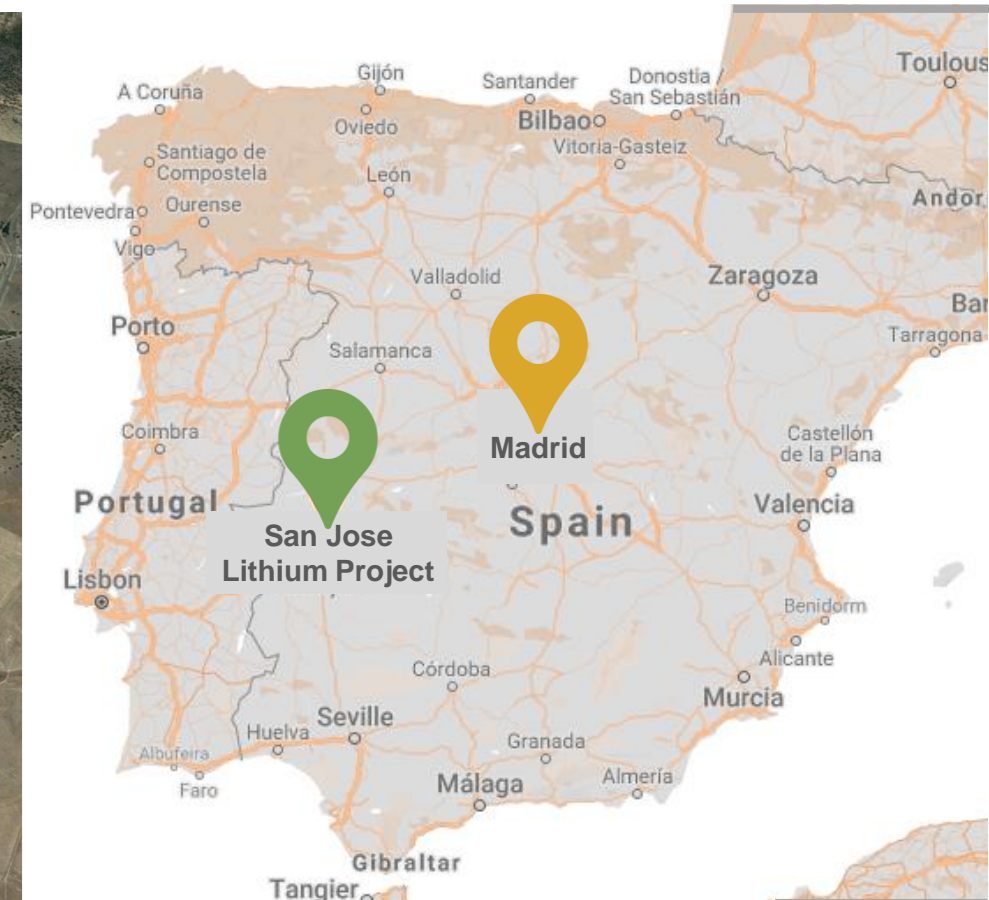 Gijón
Santander
Donostia /
San Sebastián
Toulous
A Coruña
Oviedo
Bilbao
Vitoria-Gasteiz
Santiago de
Compostela
León
Andor
Pontevedra
Ourense
Vigo
Valladolid
Zaragoza
Bar
Porto
Salamanca
Tarragona
Coimbra
Madrid
Castellón
de la Plana
Portugal
Valencia
Spain
San Jose
Lithium Project
Lisbon
Benidorm
Alicante
Córdoba
Murcia
Seville
Huelva
Granada
Albufeira
Faro
Málaga
Almería
Gibraltar
Tangier